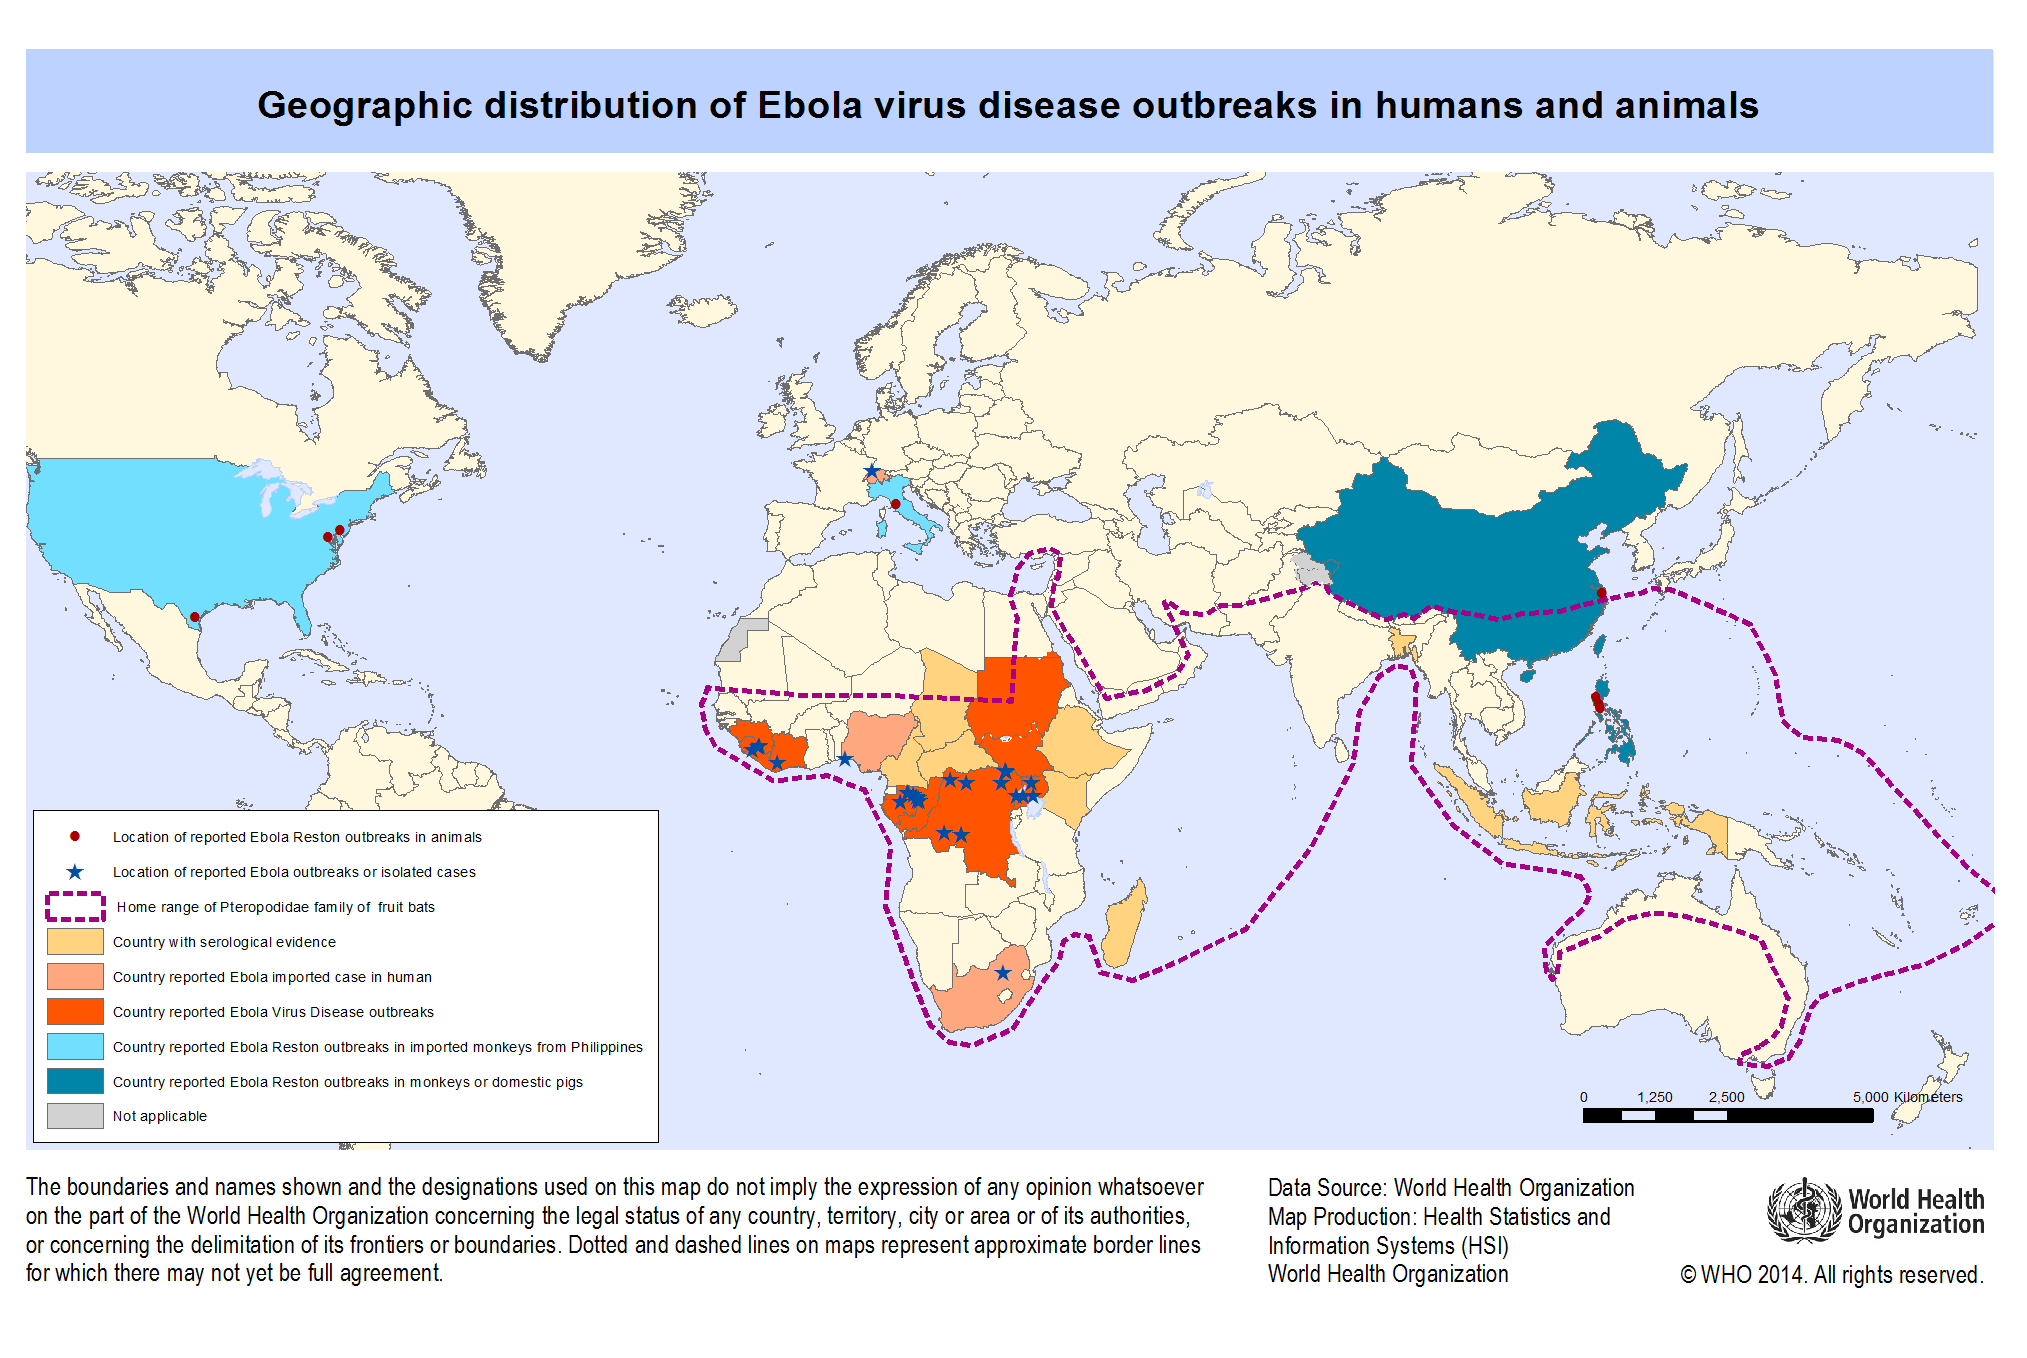 Geographic distribution of Ebola virus disease outbreaks in humans and animals
Location of reported Ebola Reston outbreaks in animals
Location of reported Ebola outbreaks or isolated cases
Home range of Pteropodidae family of fruit bats
Country with serological evidence
Country reported Ebola imported case in human
Country reported Ebola Virus Disease outbreaks
Country reported Ebola Reston outbreaks in imported monkeys from Philippines
Country reported Ebola Reston outbreaks in monkeys or domestic pigs
Not applicable
0 1,250 2,500 5,000 Kilometers
The boundaries and names shown and the designations used on this map do not imply the expression of any opinion whatsoever
on the part of the World Health Organization concerning the legal status of any country, territory, city or area or of its authorities,
or concerning the delimitation of its frontiers or boundaries. Dotted and dashed lines on maps represent approximate border lines
for which there may not yet be full agreement.
Data Source: World Health Organization
Map Production: Health Statistics and
Information Systems (HSI)
World Health Organization
World Health
Organization
© WHO 2014. All rights reserved.